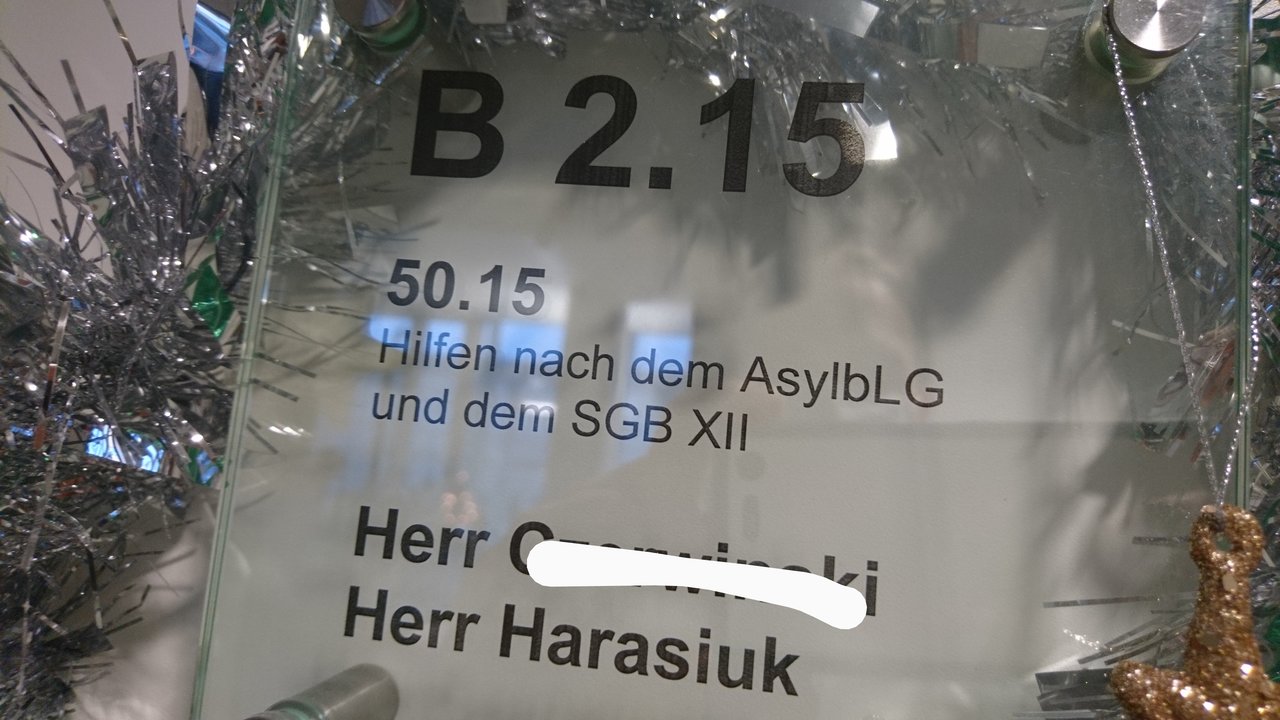 B 2.15
50.15
Hilfen nach dem AsylbLG
und dem SGB XII
Herr
Herr Harasiuk